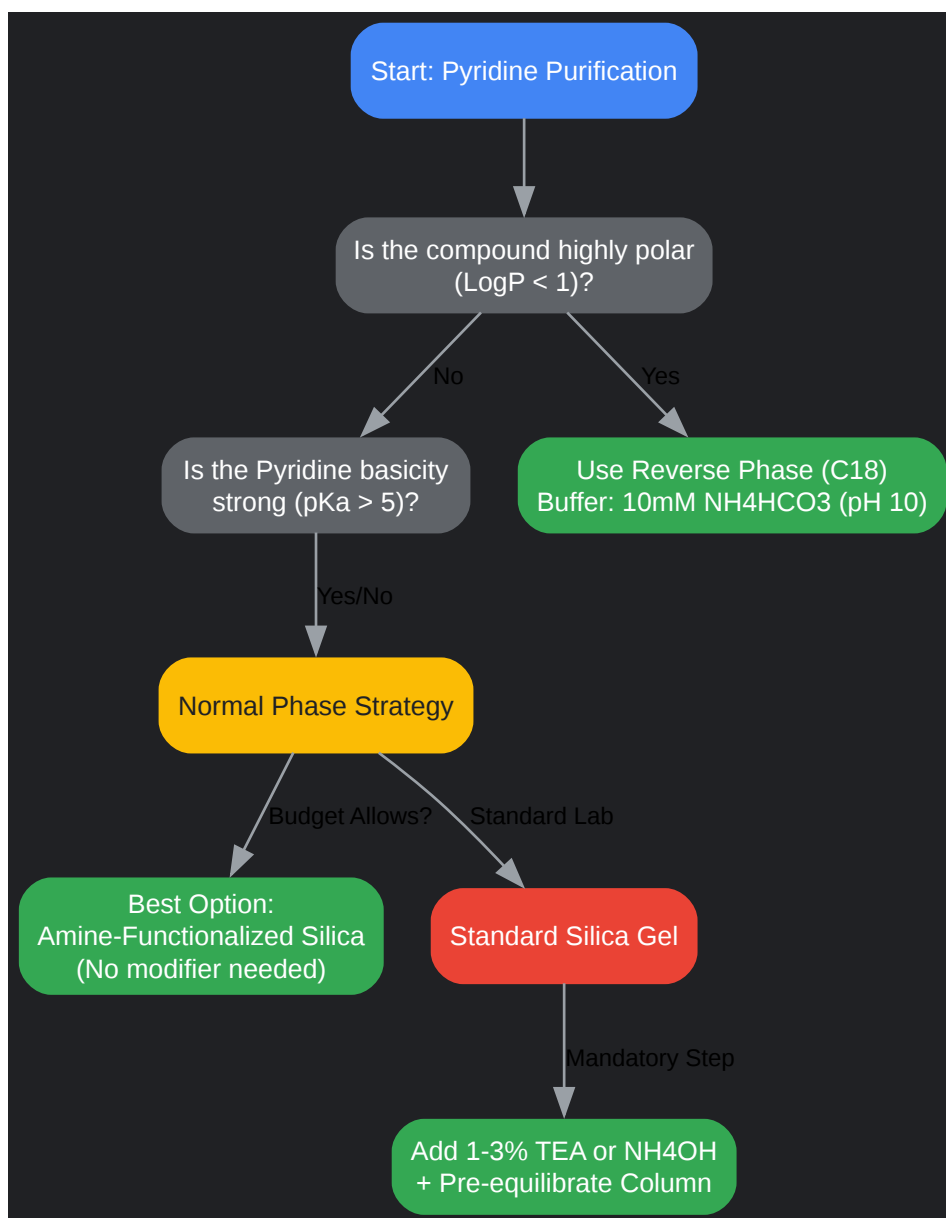 Start: Pyridine Purification
Is the compound highly polar
(LogP < 1)?
No
Yes
Is the Pyridine basicity
strong (pKa > 5)?
Use Reverse Phase (C18)
Buffer: 10mM NH4HCO3 (pH 10)
Yes/No
Normal Phase Strategy
Budget Allows?
Standard Lab
Best Option:
Amine-Functionalized Silica
(No modifier needed)
Standard Silica Gel
Mandatory Step
Add 1-3% TEA or NH4OH
+ Pre-equilibrate Column